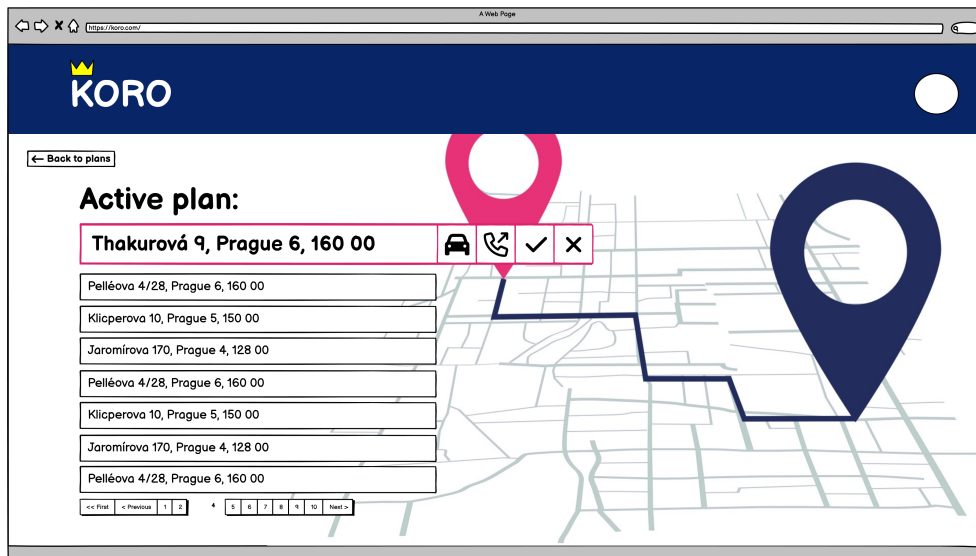 A Web Page
https://koro.com/
KORO
← Back to plans
Active plan:
Thakurová 9, Prague 6, 160 00
Pelléova 4/28, Prague 6, 160 00
Klicperova 10, Prague 5, 150 00
Jaromírova 170, Prague 4, 128 00
Pelléova 4/28, Prague 6, 160 00
Klicperova 10, Prague 5, 150 00
Jaromírova 170, Prague 4, 128 00
Pelléova 4/28, Prague 6, 160 00
<< First < Previous 1 2 4 5 6 7 8 9 10 Next >